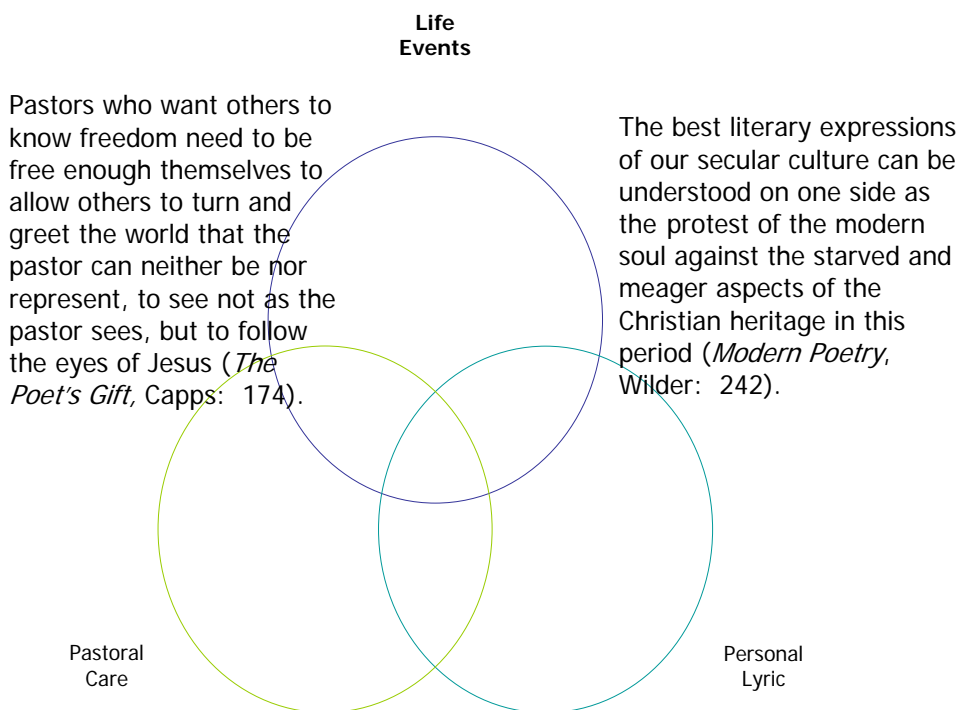 Life
Events
Pastors who want others to
know freedom need to be
free enough themselves to
allow others to turn and
greet the world that the
pastor can neither be nor
represent, to see not as the
pastor sees, but to follow
the eyes of Jesus (The
Poet's Gift, Capps:  174).
The best literary expressions
of our secular culture can be
understood on one side as
the protest of the modern
soul against the starved and
meager aspects of the
Christian heritage in this
period (Modern Poetry,
Wilder:  242).
Pastoral
Care
Personal
Lyric